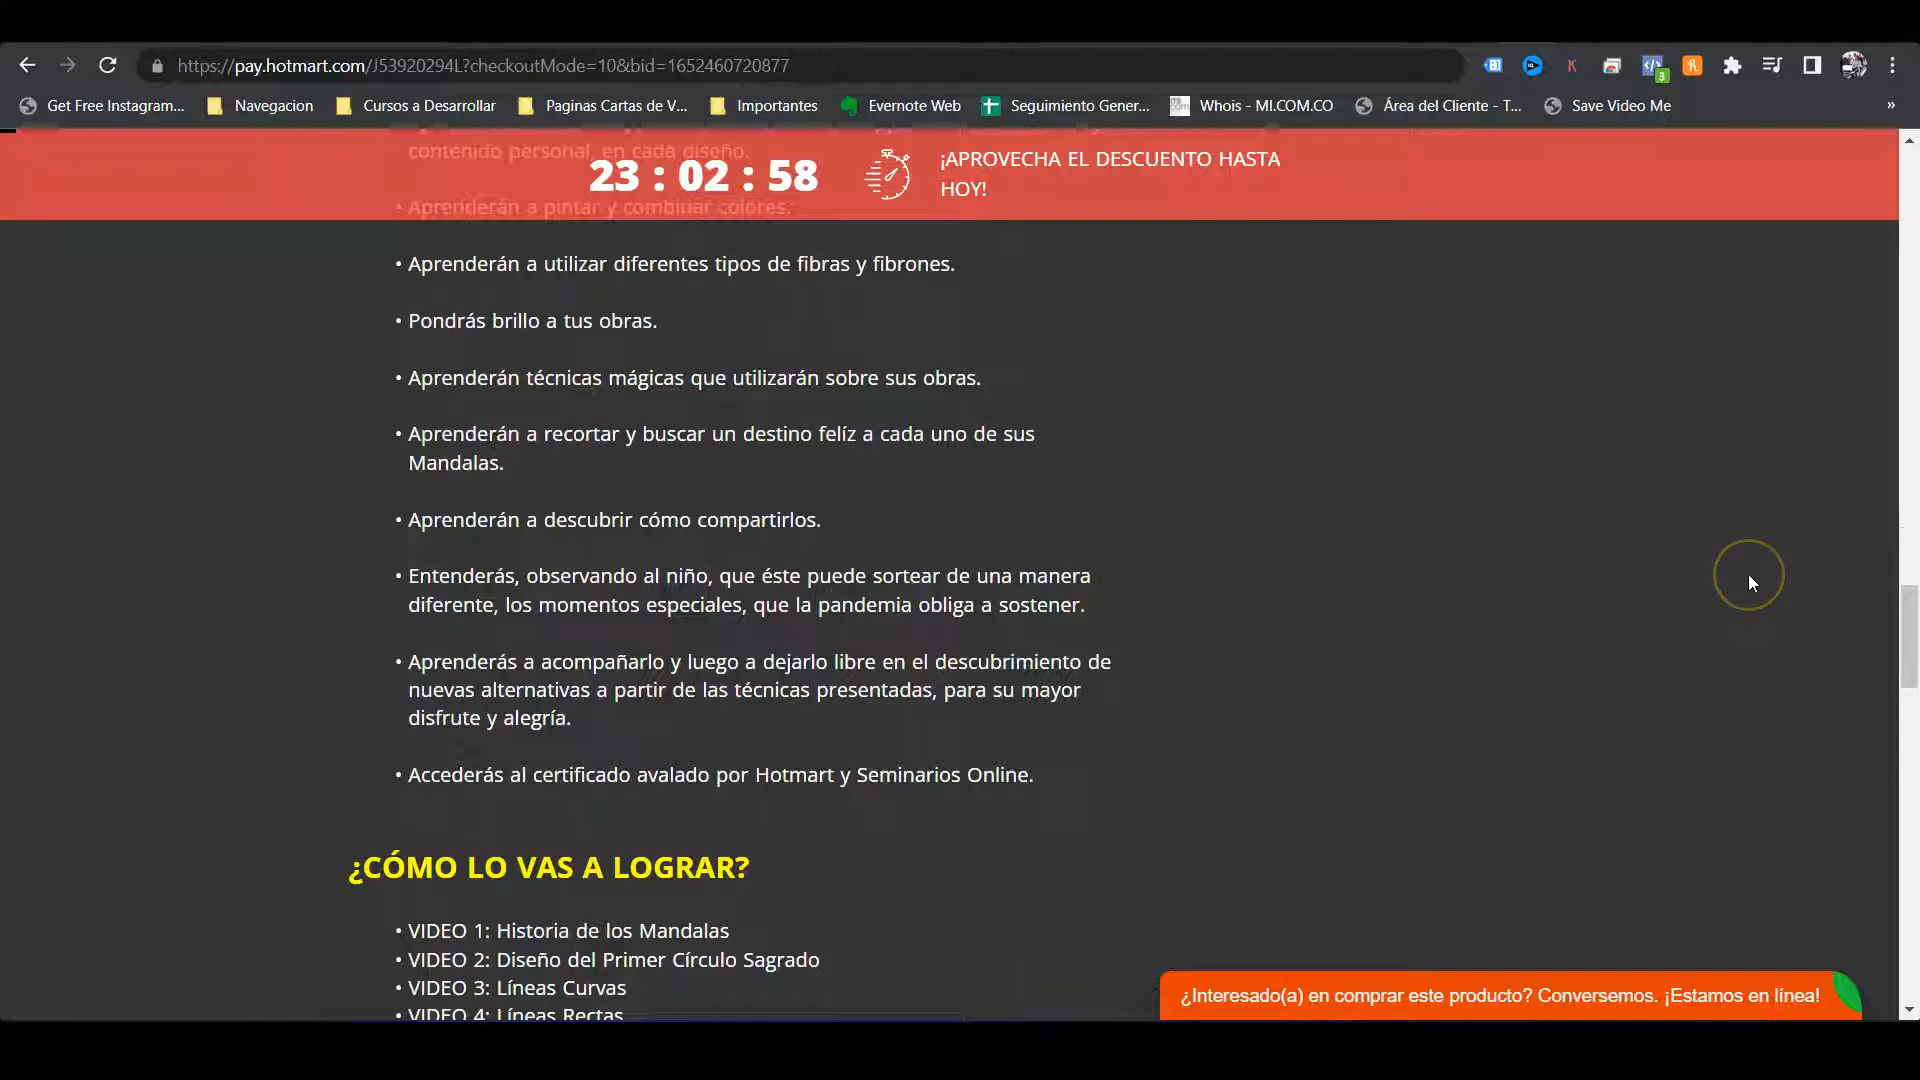 https://pay.hotmart.com/J53920294L?checkoutMode=10&bid=1652460720877
Get Free Instagram...
Navegacion
Cursos a Desarrollar
Paginas Cartas de V...
Importantes
Evernote Web
Seguimiento Gener...
Whois - MI.COM.CO
Área del Cliente - T...
Save Video Me
»
contenido personal, en cada diseño.
23 : 02 : 58
¡APROVECHA EL DESCUENTO HASTA
HOY!
• Aprenderán a pintar y combinar colores.
• Aprenderán a utilizar diferentes tipos de fibras y fibrones.
• Pondrás brillo a tus obras.
• Aprenderán técnicas mágicas que utilizarán sobre sus obras.
• Aprenderán a recortar y buscar un destino felíz a cada uno de sus
Mandalas.
• Aprenderán a descubrir cómo compartirlos.
• Entenderás, observando al niño, que éste puede sortear de una manera
diferente, los momentos especiales, que la pandemia obliga a sostener.
• Aprenderás a acompañarlo y luego a dejarlo libre en el descubrimiento de
nuevas alternativas a partir de las técnicas presentadas, para su mayor
disfrute y alegría.
• Accederás al certificado avalado por Hotmart y Seminarios Online.
¿CÓMO LO VAS A LOGRAR?
• VIDEO 1: Historia de los Mandalas
• VIDEO 2: Diseño del Primer Círculo Sagrado
• VIDEO 3: Líneas Curvas
• VIDEO 4: Líneas Rectas
¿Interesado(a) en comprar este producto? Conversemos. ¡Estamos en línea!